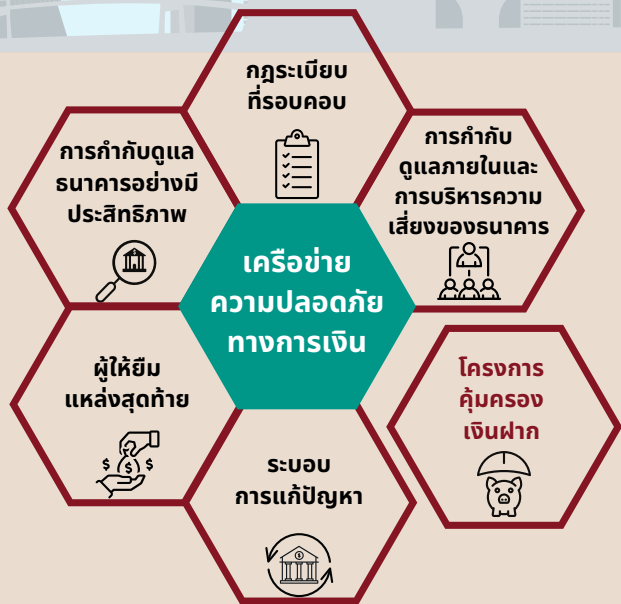 กฎระเบียบ
ที่รอบคอบ
การกำกับดูแล
ธนาคารอย่างมี
ประสิทธิภาพ
การกำกับ
ดูแลภายในและ
การบริหารความ
เสี่ยงของธนาคาร
เครือข่าย
ความปลอดภัย
ทางการเงิน
ผู้ให้ยืม
แหล่งสุดท้าย
โครงการ
คุ้มครอง
เงินฝาก
ระบอบ
การแก้ปัญหา